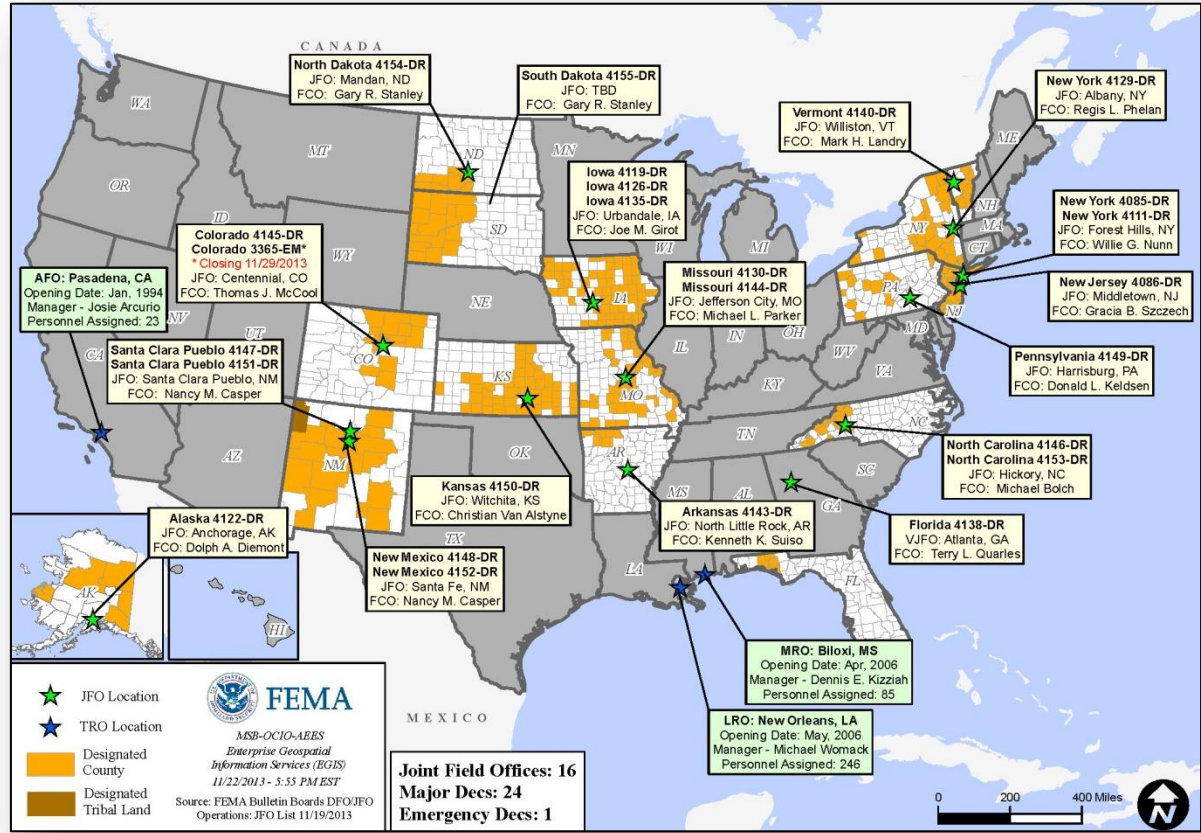 CANADA
North Dakota 4154-DR
JFO: Mandan, ND
FCO: Gary R. Stanley
South Dakota 4155-DR
JFO: TBD
FCO: Gary R. Stanley
New York 4129-DR
JFO: Albany, NY
FCO: Regis L. Phelan
Vermont 4140-DR
JFO: Williston, VT
FCO: Mark H. Landry
Iowa 4119-DR
Iowa 4126-DR
Iowa 4135-DR
JFO: Urbandale, IA
FCO: Joe M. Girot
New York 4085-DR
New York 4111-DR
JFO: Forest Hills, NY
FCO: Willie G. Nunn
Colorado 4145-DR
Colorado 3365-EM*
* Closing 11/29/2013
JFO: Centennial, CO
FCO: Thomas J. McCool
Missouri 4130-DR
Missouri 4144-DR
JFO: Jefferson City, MO
FCO: Michael L. Parker
AFO: Pasadena, CA
Opening Date: Jan, 1994
Manager - Josie Arcurio
Personnel Assigned: 23
New Jersey 4086-DR
JFO: Middletown, NJ
FCO: Gracia B. Szczech
Santa Clara Pueblo 4147-DR
Santa Clara Pueblo 4151-DR
JFO: Santa Clara Pueblo, NM
FCO: Nancy M. Casper
Pennsylvania 4149-DR
JFO: Harrisburg, PA
FCO: Donald L. Keldsen
North Carolina 4146-DR
North Carolina 4153-DR
JFO: Hickory, NC
FCO: Michael Bolch
Kansas 4150-DR
JFO: Witchita, KS
FCO: Christian Van Alstyne
Arkansas 4143-DR
JFO: North Little Rock, AR
FCO: Kenneth K. Suiso
Florida 4138-DR
VJFO: Atlanta, GA
FCO: Terry L. Quarles
Alaska 4122-DR
JFO: Anchorage, AK
FCO: Dolph A. Diemont
New Mexico 4148-DR
New Mexico 4152-DR
JFO: Santa Fe, NM
FCO: Nancy M. Casper
MRO: Biloxi, MS
Opening Date: Apr, 2006
Manager - Dennis E. Kizziah
Personnel Assigned: 85
LRO: New Orleans, LA
Opening Date: May, 2006
Manager - Michael Womack
Personnel Assigned: 246
WA
OR
ID
MT
WY
NV
UT
CA
AZ
CO
NM
ND
SD
NE
KS
OK
TX
MN
IA
MO
AR
LA
WI
IL
MI
IN
OH
KY
TN
MS
AL
GA
FL
SC
NC
VA
WV
MD
PA
NJ
NY
CT
MA
NH
ME
AK
HI
MEXICO
JFO Location
TRO Location
Designated
County
Designated
Tribal Land
FEMA
MSB-OCIO-AEES
Enterprise Geospatial
Information Services (EGIS)
11/22/2013 - 5:55 PM EST
Source: FEMA Bulletin Boards DFO/JFO
Operations: JFO List 11/19/2013
Joint Field Offices: 16
Major Decs: 24
Emergency Decs: 1
0 200 400 Miles
N